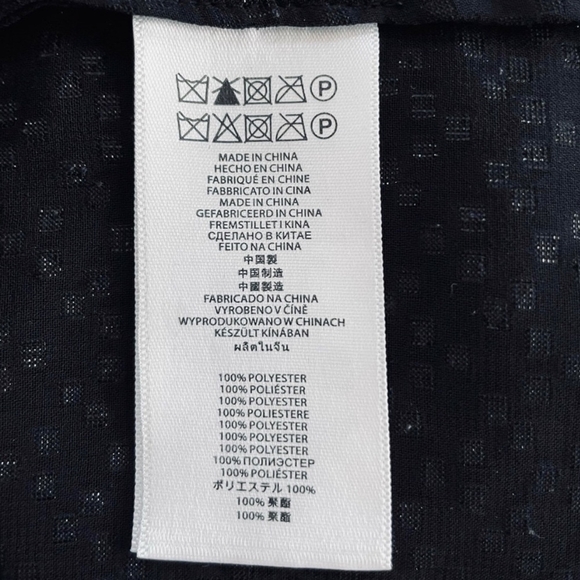 P
P
MADE IN CHINA
HECHO EN CHINA
FABRIQUÉ EN CHINE
FABBRICATO IN CINA
MADE IN CHINA
GEFABRICEERD IN CHINA
FREMSTILLET I KINA
СДЕЛАНО В КИТАЕ
FEITO NA CHINA
中国製
中国制造
中國製造
FABRICADO NA CHINA
VYROBENO V ČÍNĚ
WYPRODUKOWANO W CHINACH
KÉSZÜLT KÍNÁBAN
ผลิตในจีน
100% POLYESTER
100% POLIÉSTER
100% POLYESTER
100% POLIESTERE
100% POLYESTER
100% POLYESTER
100% POLYESTER
100% ПОЛИЭСТЕР
100% POLIÉSTER
ポリエステル 100%
100% 聚酯
100% 聚酯